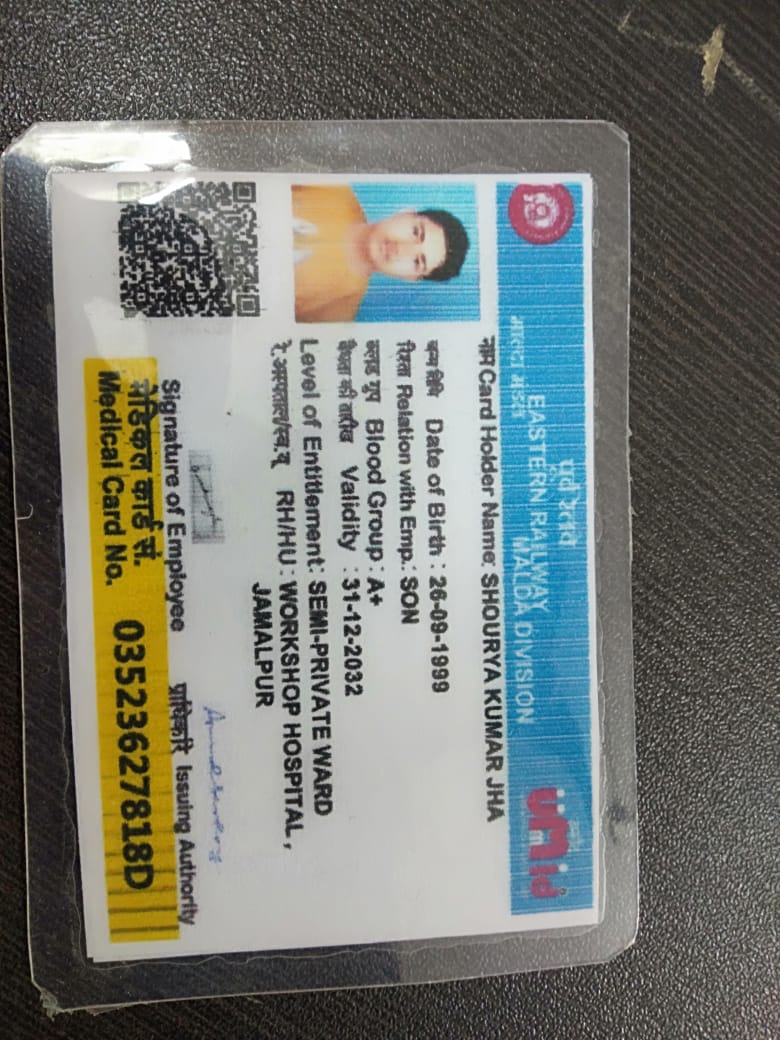 पूर्व रेलवे
EASTERN RAILWAY
मालदा मंडल MALDA DIVISION
umid
नाम Card Holder Name: SHOURYA KUMAR JHA
जन्म तिथि Date of Birth : 26-09-1999
रिश्ता Relation with Emp.: SON
ब्लड ग्रुप Blood Group : A+
वैधता की तारीख Validity : 31-12-2032
Level of Entitlement: SEMI-PRIVATE WARD
रे.अस्पताल/स्वा.यू RH/HU : WORKSHOP HOSPITAL,
JAMALPUR
Signature of Employee
Issuing Authority
मेडिकल कार्ड सं.
Medical Card No. 03523627818D